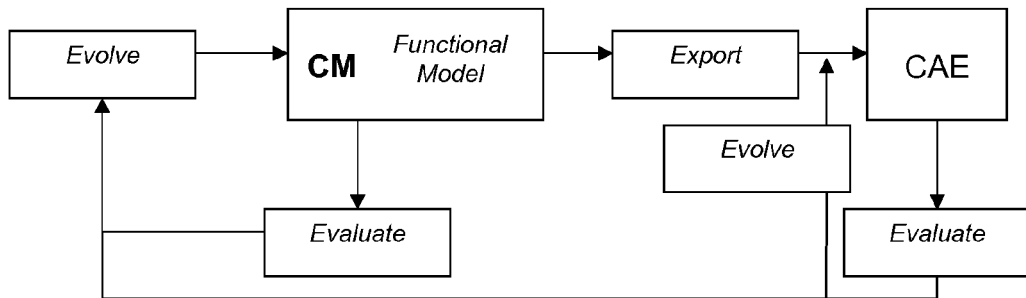 Evolve
CM
Functional
Model
Export
CAE
Evolve
Evaluate
Evaluate